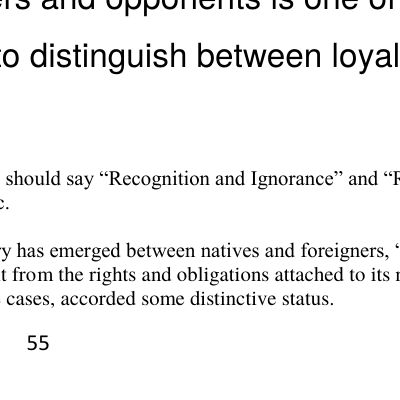 ers and opponents is one of
to distinguish between loyal
should say “Recognition and Ignorance” and “R
c.
ry has emerged between natives and foreigners, “
t from the rights and obligations attached to its
cases, accorded some distinctive status.
55